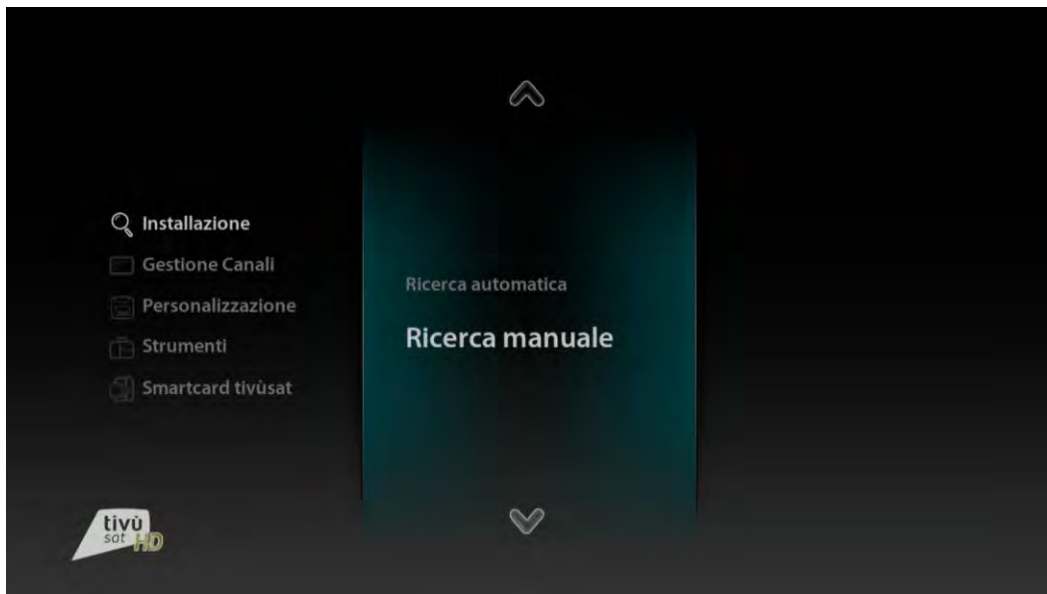 Installazione
Gestione Canali
Personalizzazione
Strumenti
Smartcard tivùsat
Ricerca automatica
Ricerca manuale
tivù
sat HD